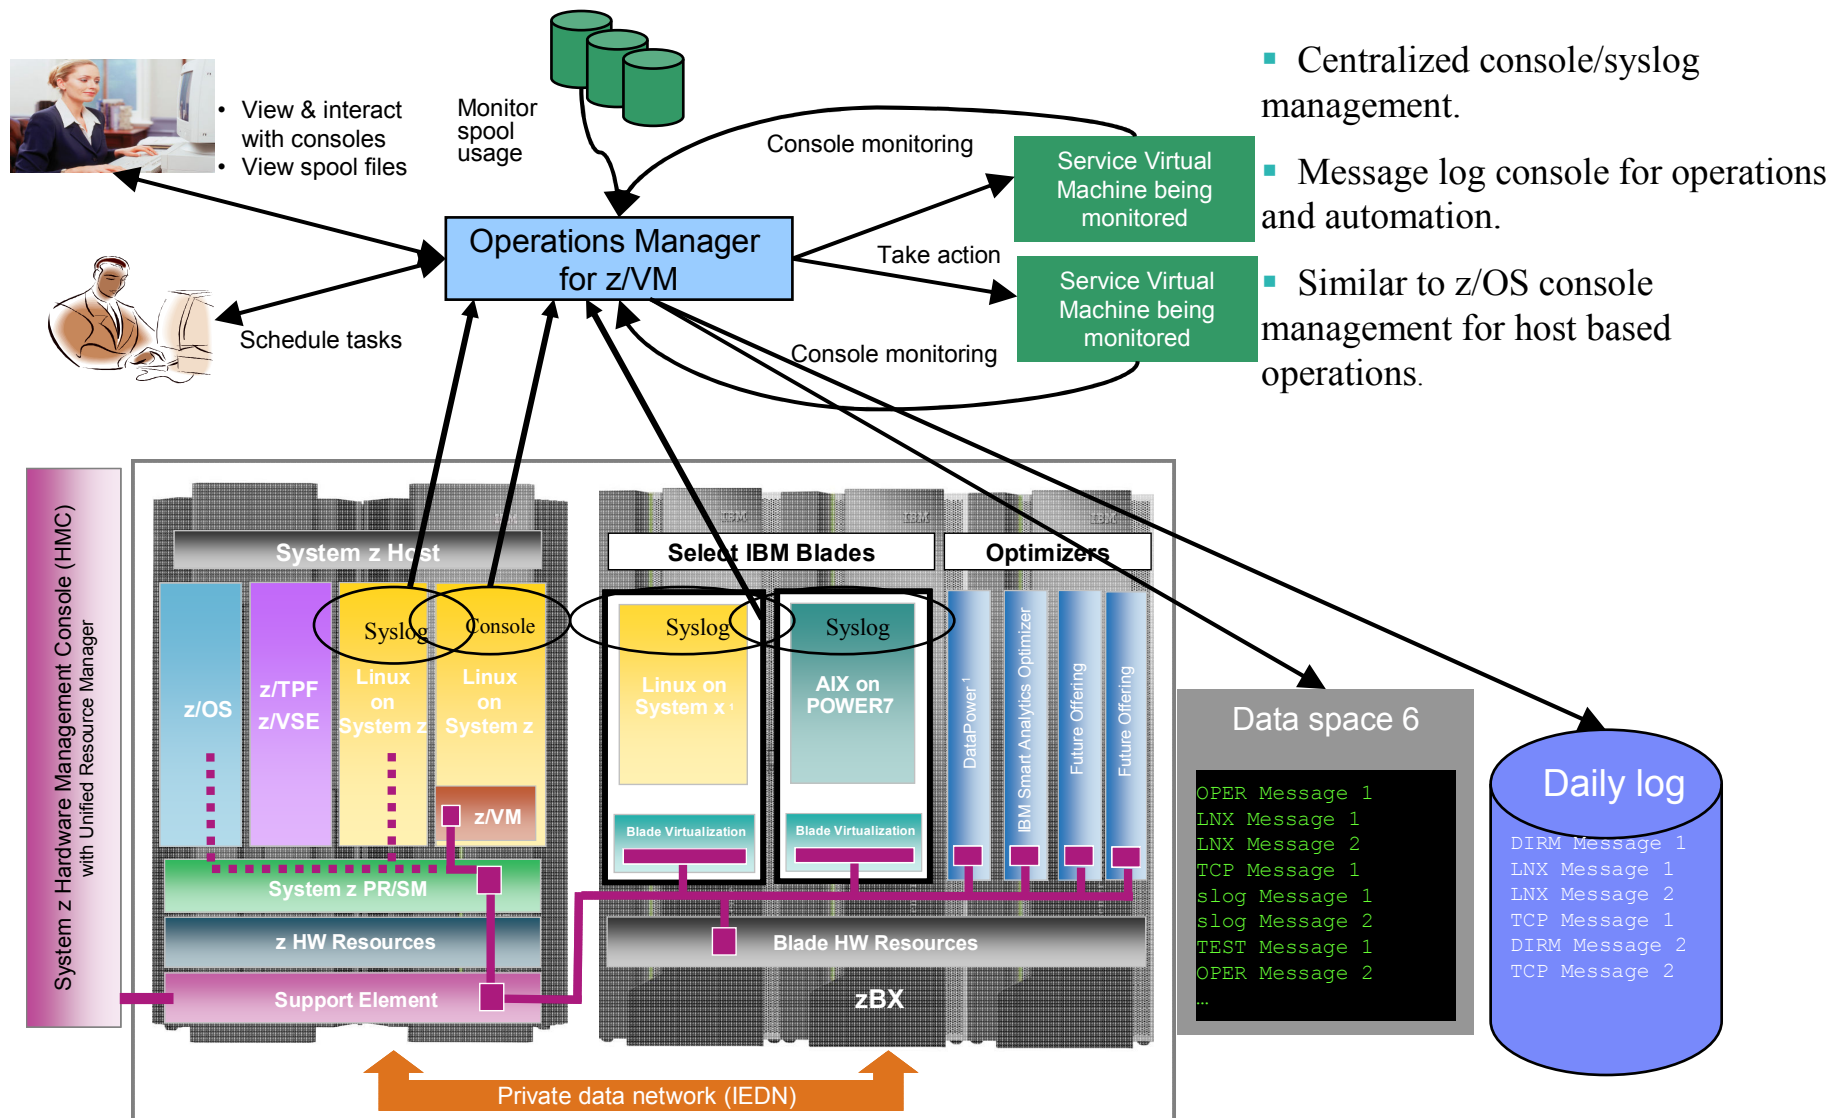 • View & interact
with consoles
• View spool files
Monitor
spool
usage
Console monitoring
Service Virtual
Machine being
monitored
Operations Manager
for z/VM
Take action
Service Virtual
Machine being
monitored
Console monitoring
Schedule tasks
▪ Centralized console/syslog
management.
▪ Message log console for operations
and automation.
▪ Similar to z/OS console
management for host based
operations.
System z Hardware Management Console (HMC)
with Unified Resource Manager
IBM
IBM
IBM
IBM
System z Host
Select IBM Blades
Optimizers
z/OS
z/TPF
z/VSE
Syslog
Linux
on
System z
Console
Linux
on
System z
z/VM
Syslog
Linux on
System x 1
Blade Virtualization
Syslog
AIX on
POWER7
Blade Virtualization
DataPower 1
IBM Smart Analytics Optimizer
Future Offering
Future Offering
System z PR/SM
z HW Resources
Support Element
Blade HW Resources
zBX
Private data network (IEDN)
Data space 6
OPER Message 1
LNX Message 1
LNX Message 2
TCP Message 1
slog Message 1
slog Message 2
TEST Message 1
OPER Message 2
…
Daily log
DIRM Message 1
LNX Message 1
LNX Message 2
TCP Message 1
DIRM Message 2
TCP Message 2